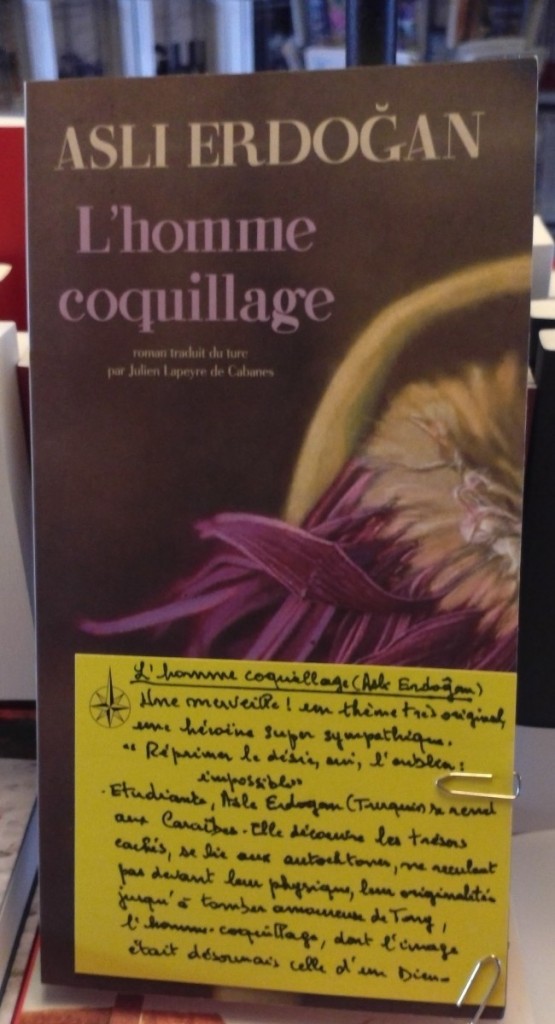 ASLI ERDOĞAN
L'homme
coquillage
roman traduit du turc
par Julien Lapeyre de Cabanes
L'homme coquillage (Aslı Erdoğan)
Une merveille ! un thème très original,
une héroïne super sympathique.
" Réprimer le désir, oui, l'oublier :
impossible"
. Etudiante, Aslı Erdogan (Turquie) se rend
aux Caraïbes. Elle découvre les trésors
cachés, se lie aux autochtones, ne reculant
pas devant leur physique, leur originalité
jusqu'à tomber amoureuse de Tony,
l'homme-coquillage, dont l'image
était désormais celle d'un Dieu.